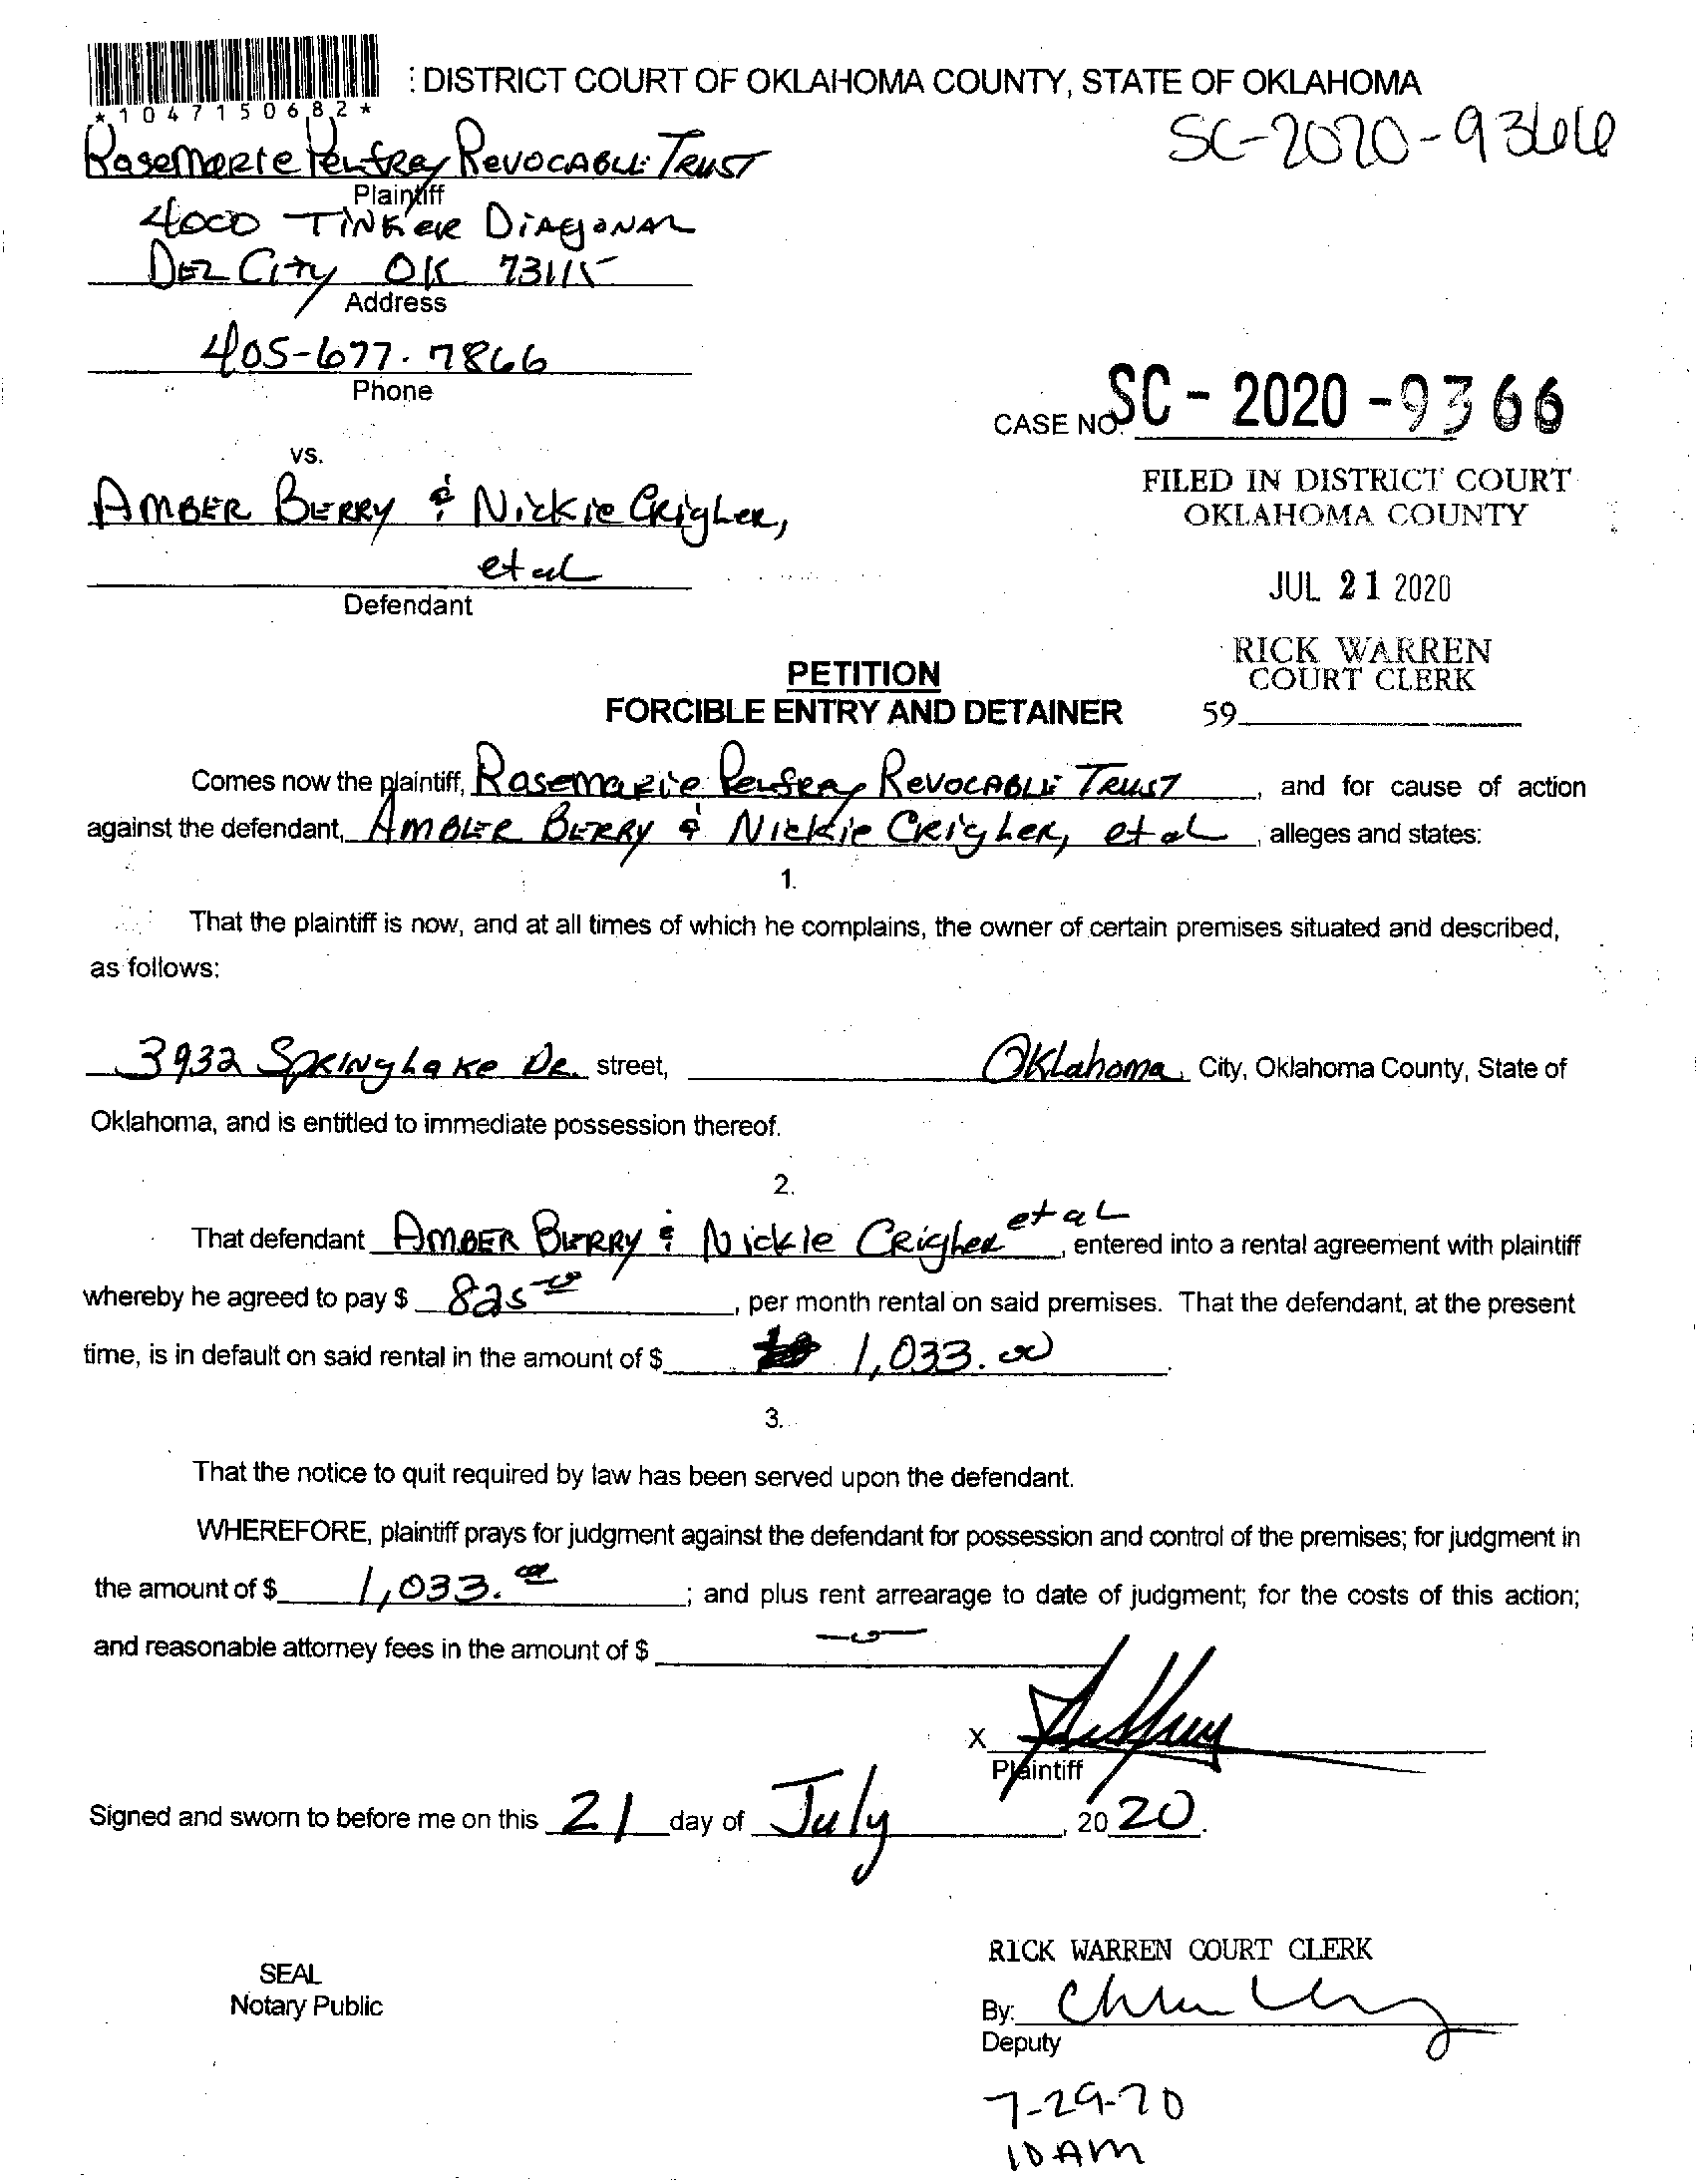 : DISTRICT COURT OF OKLAHOMA COUNTY, STATE OF OKLAHOMA
*1047150682*
SC-2020-9366
Rosemarie Revocable Trust
Plaintiff
4000 Tinker Diagonal
Del City OK 73115
Address
405-677-7866
Phone
CASE NO. SC - 2020 - 9366
vs.
FILED IN DISTRICT COURT
OKLAHOMA COUNTY
Amber Berry & Nickie Crigler,
et al
JUL 21 2020
Defendant
RICK WARREN
COURT CLERK
PETITION
FORCIBLE ENTRY AND DETAINER
59
Comes now the plaintiff, Rosemarie Revocable Trust, and for cause of action
against the defendant, Amber Berry & Nickie Crigler, et al, alleges and states:
1.
That the plaintiff is now, and at all times of which he complains, the owner of certain premises situated and described,
as follows:
3932 Springlake Dr. street, Oklahoma City, Oklahoma County, State of
Oklahoma, and is entitled to immediate possession thereof.
2.
That defendant Amber Berry & Nickie Crigler et al, entered into a rental agreement with plaintiff
whereby he agreed to pay $ 825 00, per month rental on said premises. That the defendant, at the present
time, is in default on said rental in the amount of $ 1,033.00.
3.
That the notice to quit required by law has been served upon the defendant.
WHEREFORE, plaintiff prays for judgment against the defendant for possession and control of the premises; for judgment in
the amount of $ 1,033.00; and plus rent arrearage to date of judgment; for the costs of this action;
and reasonable attorney fees in the amount of $ -0-
X
Plaintiff
Signed and sworn to before me on this 21 day of July, 2020.
RICK WARREN COURT CLERK
SEAL
Notary Public
By:
Deputy
7-29-20
10 AM